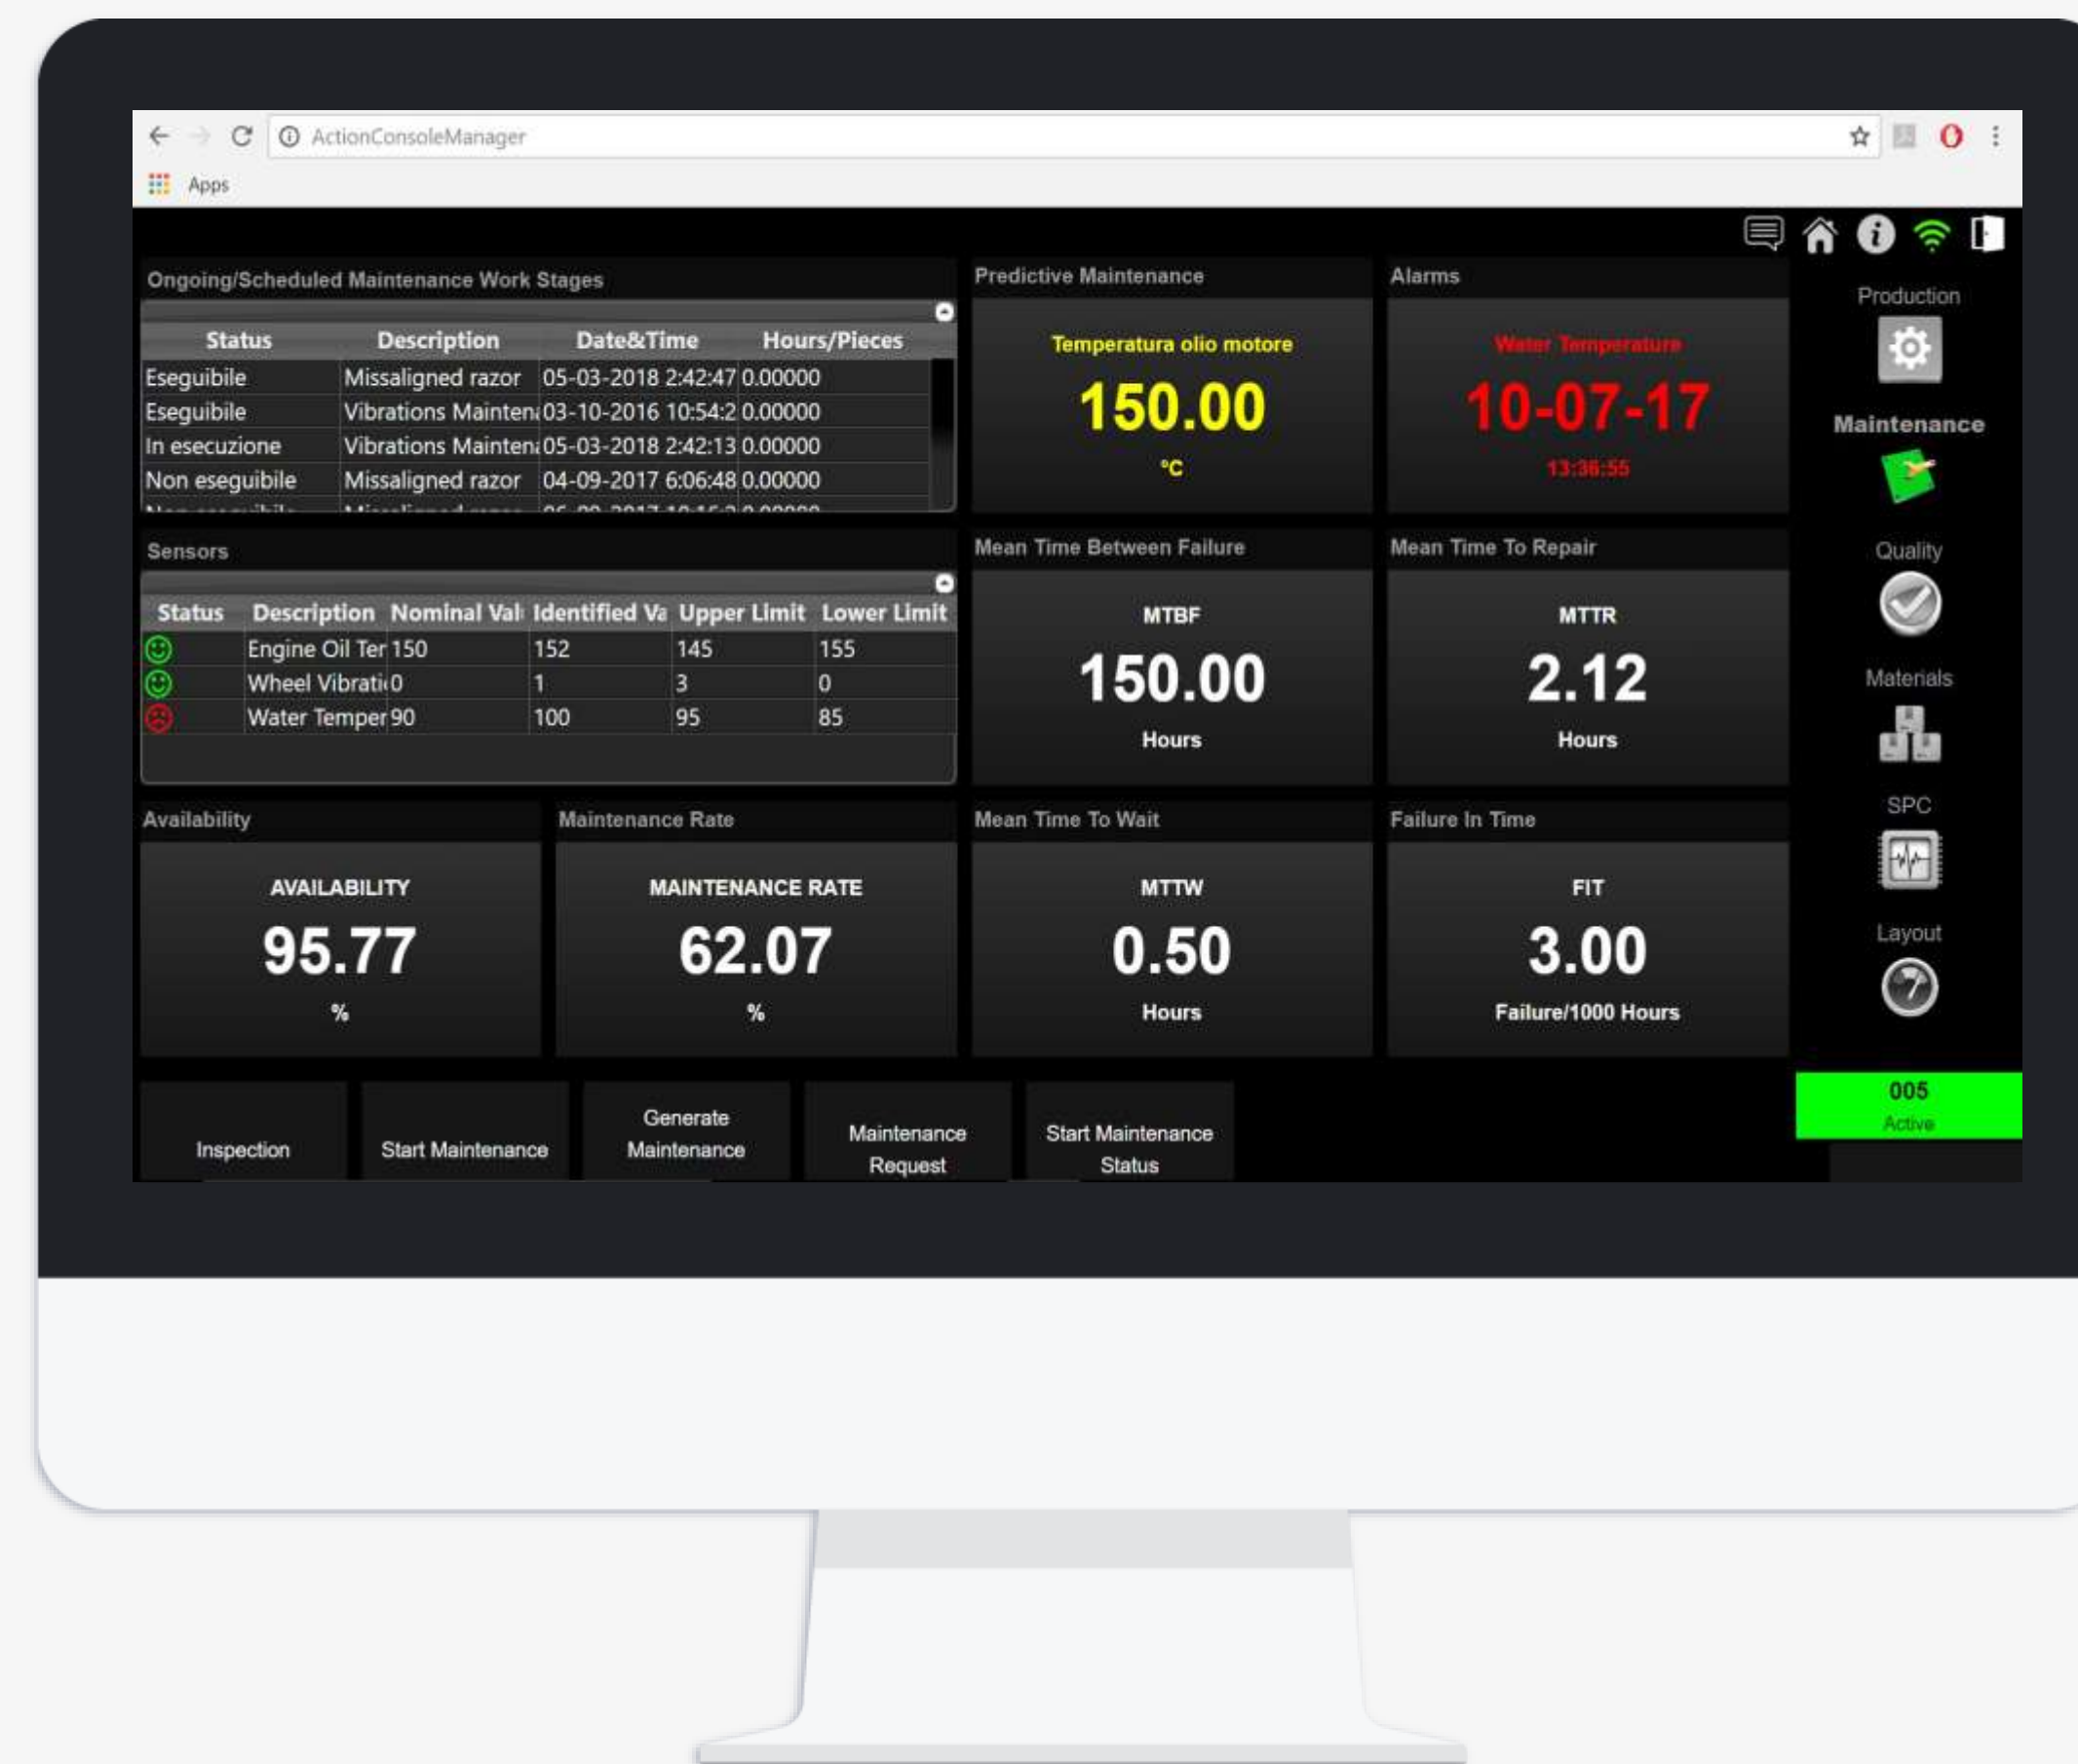 ActionConsoleManager
Apps
Ongoing/Scheduled Maintenance Work Stages
Status Description Date&Time Hours/Pieces
Eseguibile Missaligned razor 05-03-2018 2:42:47 0.00000
Eseguibile Vibrations Mainten 03-10-2016 10:54:2 0.00000
In esecuzione Vibrations Mainten 05-03-2018 2:42:13 0.00000
Non eseguibile Missaligned razor 04-09-2017 6:06:48 0.00000
Predictive Maintenance
Temperatura olio motore
150.00
°C
Alarms
Water Temperature
10-07-17
13:36:55
Sensors
Status Description Nominal Val Identified Va Upper Limit Lower Limit
Engine Oil Ter 150 152 145 155
Wheel Vibrati 0 1 3 0
Water Temper 90 100 95 85
Mean Time Between Failure
MTBF
150.00
Hours
Mean Time To Repair
MTTR
2.12
Hours
Availability
AVAILABILITY
95.77
%
Maintenance Rate
MAINTENANCE RATE
62.07
%
Mean Time To Wait
MTTW
0.50
Hours
Failure In Time
FIT
3.00
Failure/1000 Hours
Production
Maintenance
Quality
Materials
SPC
Layout
005
Active
Inspection
Start Maintenance
Generate
Maintenance
Maintenance
Request
Start Maintenance
Status